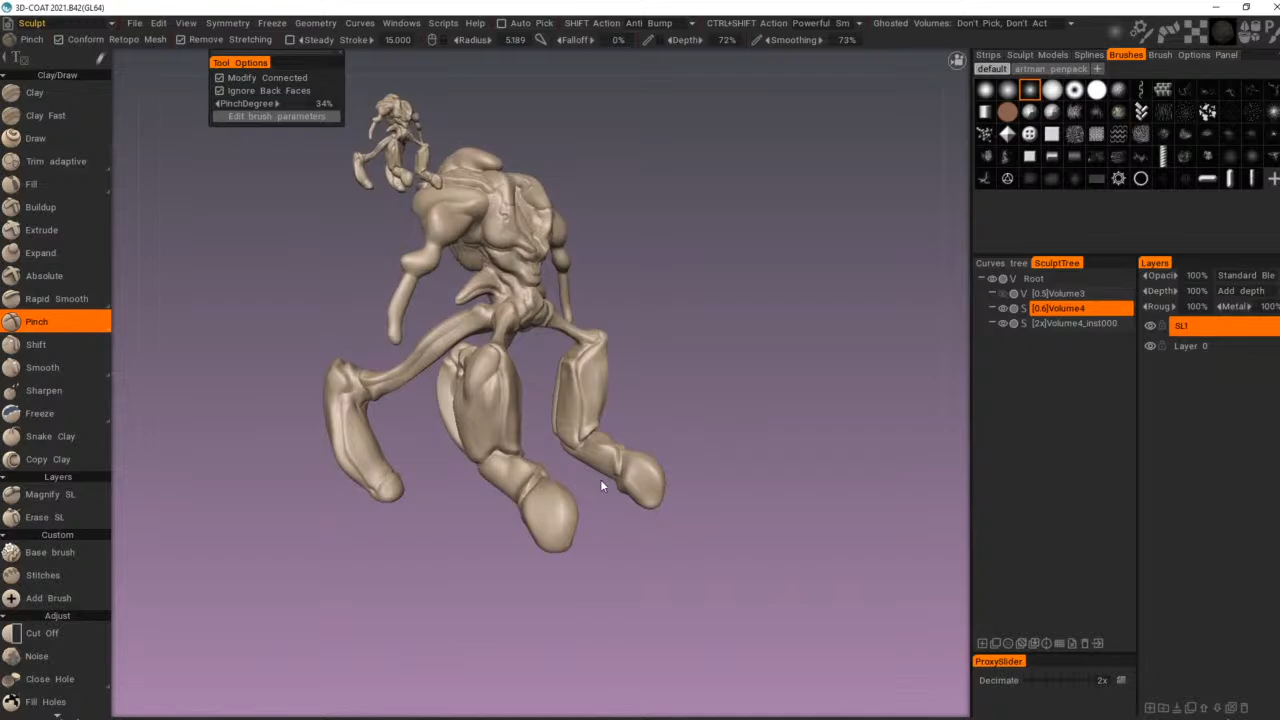 3D-COAT 2021.B42(GL64)
Sculpt File Edit View Symmetry Freeze Geometry Curves Windows Scripts Help Auto Pick SHIFT Action Anti Bump CTRL+SHIFT Action Powerful Sm Ghosted Volumes: Don't Pick, Don't Act
Pinch Conform Retopo Mesh Remove Stretching Steady Stroke 15.000 Radius 5.189 Falloff 0% Depth 72% Smoothing 73%
Tool Options
Modify Connected
Ignore Back Faces
PinchDegree 34%
Edit brush parameters
Clay/Draw
Clay
Clay Fast
Draw
Trim adaptive
Fill
Buildup
Extrude
Expand
Absolute
Rapid Smooth
Pinch
Shift
Smooth
Sharpen
Freeze
Snake Clay
Copy Clay
Layers
Magnify SL
Erase SL
Custom
Base brush
Stitches
Add Brush
Adjust
Cut Off
Noise
Close Hole
Fill Holes
Strips Sculpt Models Splines Brushes Brush Options Panel
default artman penpack +
Curves tree SculptTree
V Root
V [0.5]Volume3
S [0.6]Volume4
S [2x]Volume4_inst000
Layers
Opaci 100% Standard Ble
Depth 100% Add depth
Roug 100% Metal 100%
SL1
Layer 0
ProxySlider
Decimate 2x